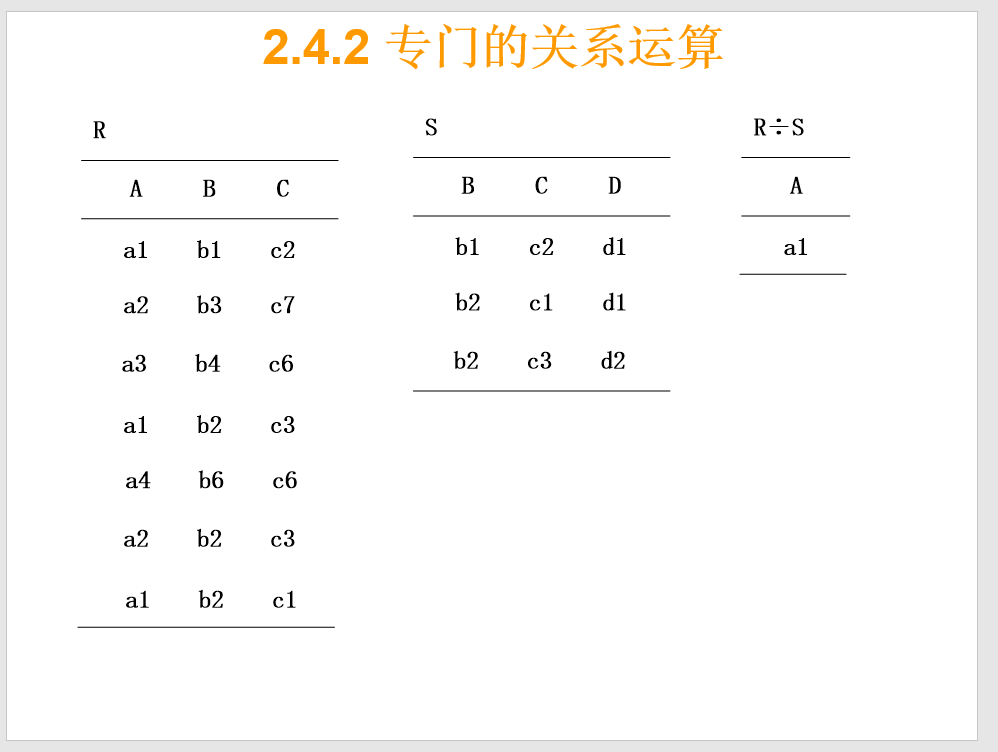 2.4.2 专门的关系运算
R
A B C
a1 b1 c2
a2 b3 c7
a3 b4 c6
a1 b2 c3
a4 b6 c6
a2 b2 c3
a1 b2 c1
S
B C D
b1 c2 d1
b2 c1 d1
b2 c3 d2
R÷S
A
a1